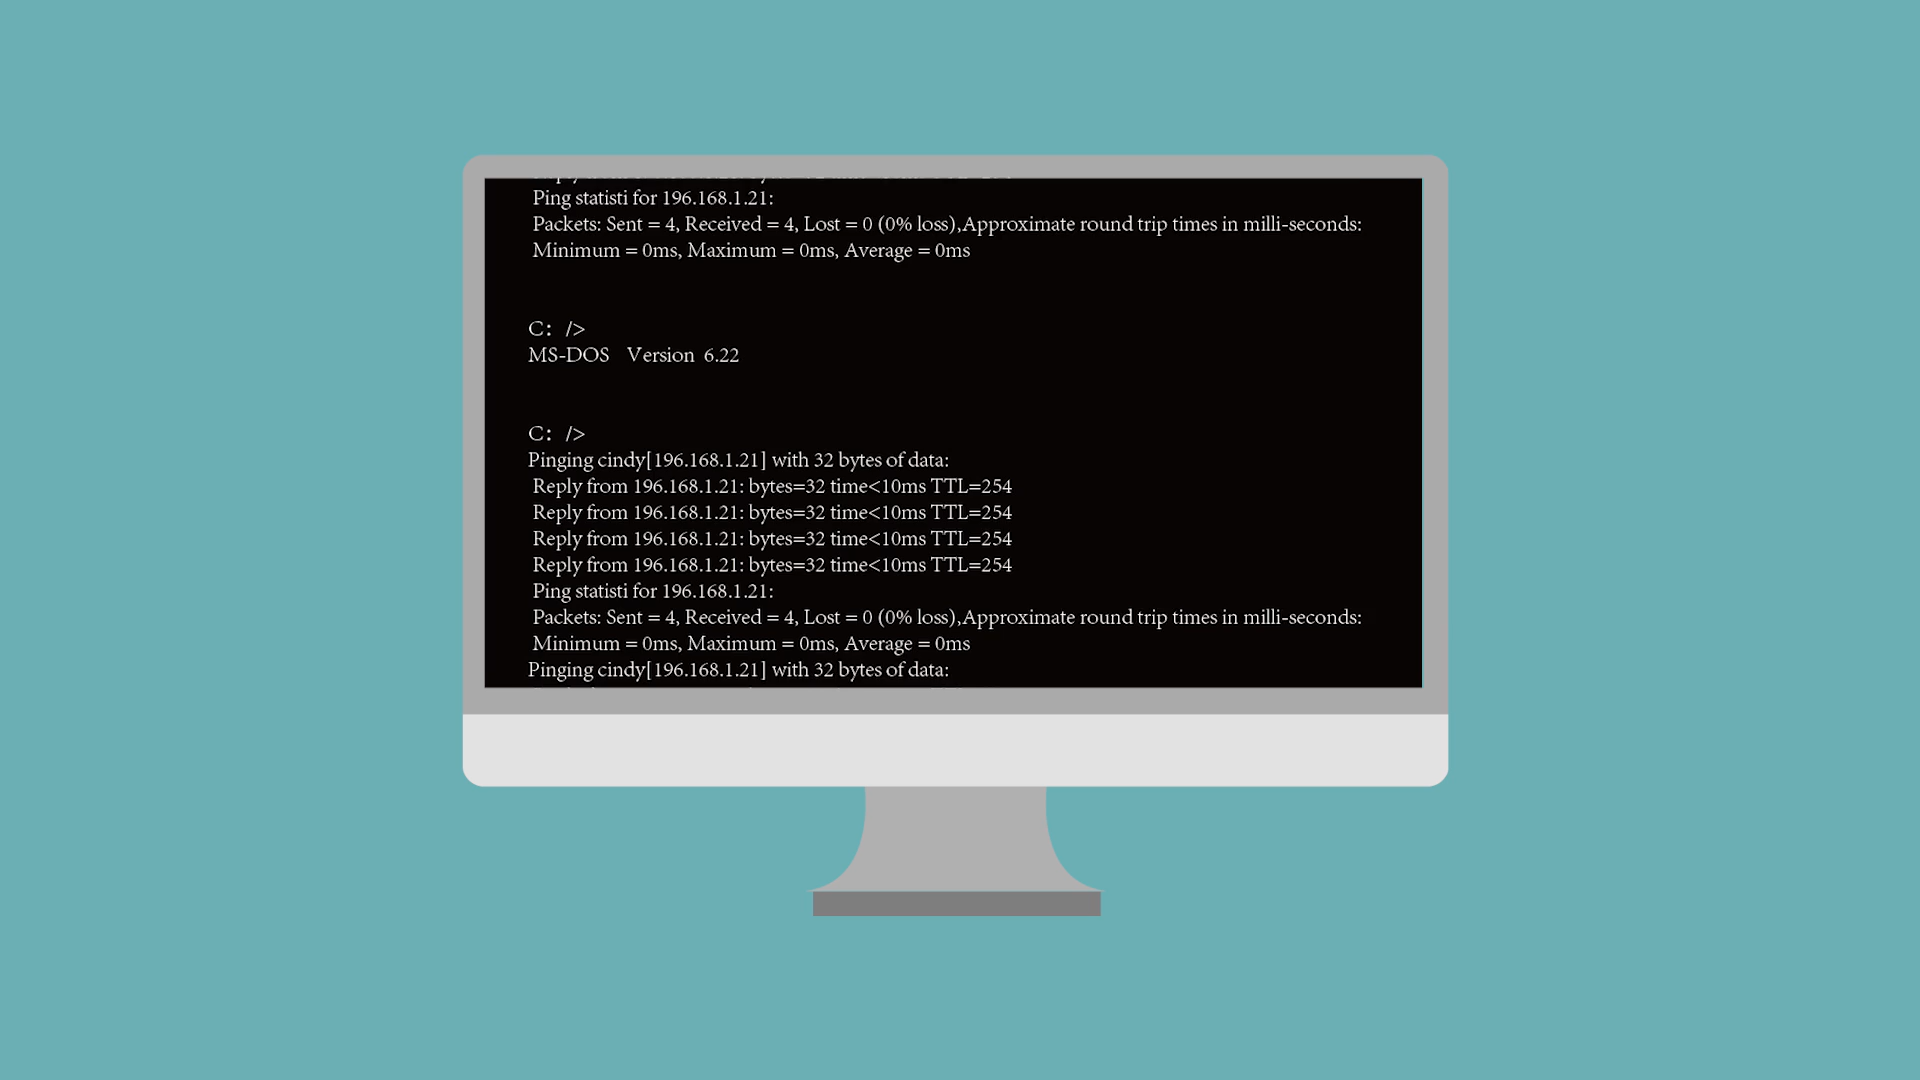 Ping statisti for 196.168.1.21:
Packets: Sent = 4, Received = 4, Lost = 0 (0% loss),Approximate round trip times in milli-seconds:
Minimum = 0ms, Maximum = 0ms, Average = 0ms
C: />
MS-DOS Version 6.22
C: />
Pinging cindy[196.168.1.21] with 32 bytes of data:
Reply from 196.168.1.21: bytes=32 time<10ms TTL=254
Reply from 196.168.1.21: bytes=32 time<10ms TTL=254
Reply from 196.168.1.21: bytes=32 time<10ms TTL=254
Reply from 196.168.1.21: bytes=32 time<10ms TTL=254
Ping statisti for 196.168.1.21:
Packets: Sent = 4, Received = 4, Lost = 0 (0% loss),Approximate round trip times in milli-seconds:
Minimum = 0ms, Maximum = 0ms, Average = 0ms
Pinging cindy[196.168.1.21] with 32 bytes of data: